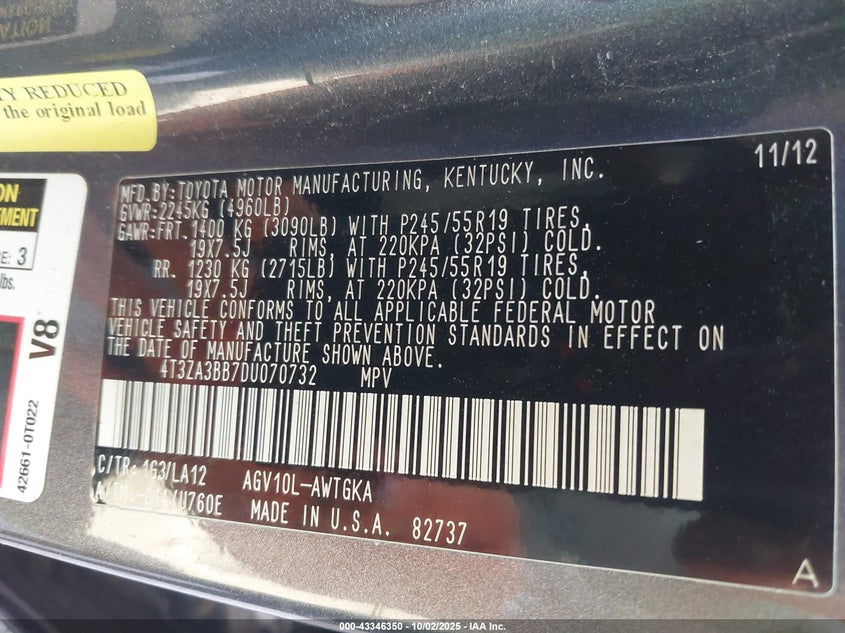 Y REDUCED
the original load
ON
TMENT
E: 3
lbs.
V8
42661-0T022
11/12
MFD BY:TOYOTA MOTOR MANUFACTURING, KENTUCKY, INC.
GVWR:2245KG (4960LB)
GAWR:FRT.1400 KG (3090LB) WITH P245/55R19 TIRES,
19X7.5J RIMS, AT 220KPA (32PSI) COLD.
RR. 1230 KG (2715LB) WITH P245/55R19 TIRES,
19X7.5J RIMS, AT 220KPA (32PSI) COLD.
THIS VEHICLE CONFORMS TO ALL APPLICABLE FEDERAL MOTOR
VEHICLE SAFETY AND THEFT PREVENTION STANDARDS IN EFFECT ON
THE DATE OF MANUFACTURE SHOWN ABOVE.
4T3ZA3BB7DU070732 MPV
C/TR: 1G3/LA12 AGV10L-AWTGKA
A/TM: /U760E MADE IN U.S.A. 82737
A
000-43346350 - 10/02/2025 - IAA Inc.